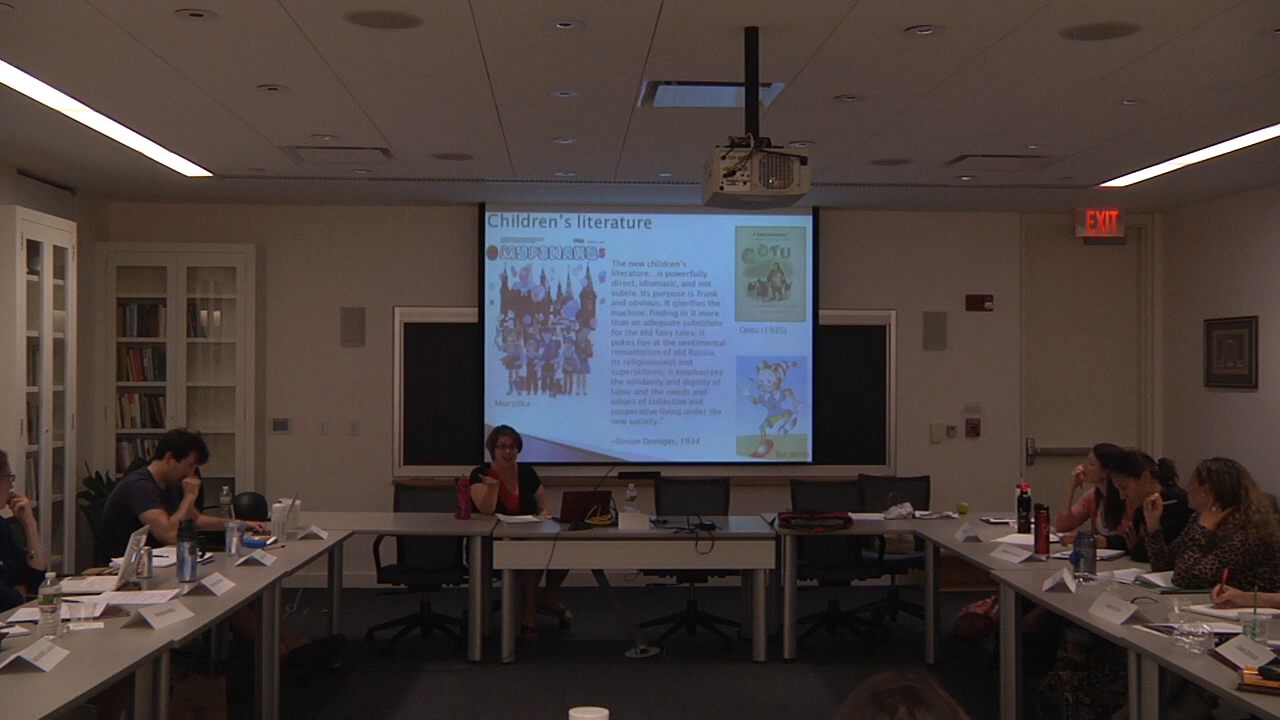 Children's literature
1986
МУРЗИЛКА 5
The new children's
literature...is powerfully
direct, idiomatic, and not
subtle. Its purpose is frank
and obvious. It glorifies the
machine, finding in it more
than an adequate substitute
for the old fairy tales; it
pokes fun at the sentimental
romanticism of old Russia,
its religiousness and
superstitions; it emphasizes
the solidarity and dignity of
labor and the needs and
values of collective and
cooperative living under the
new society."
~Simon Doniger, 1934
Murzilka
QOTU
Qotu (1935)
Buratino
EXIT